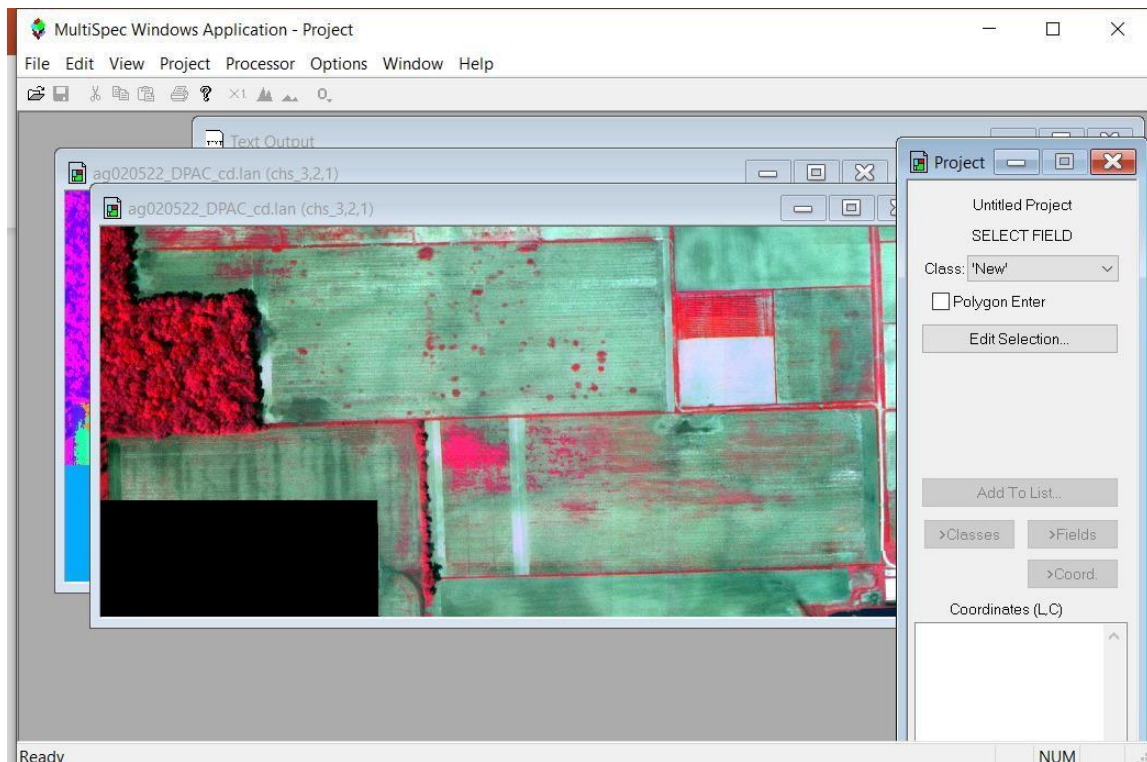 MultiSpec Windows Application - Project
File Edit View Project Processor Options Window Help
×1
0,
Text Output
ag020522_DPAC_cd.lan (chs_3,2,1)
ag020522_DPAC_cd.lan (chs_3,2,1)
Project
Untitled Project
SELECT FIELD
Class: 'New'
Polygon Enter
Edit Selection...
Add To List...
>Classes >Fields
>Coord.
Coordinates (L,C)
Ready NUM